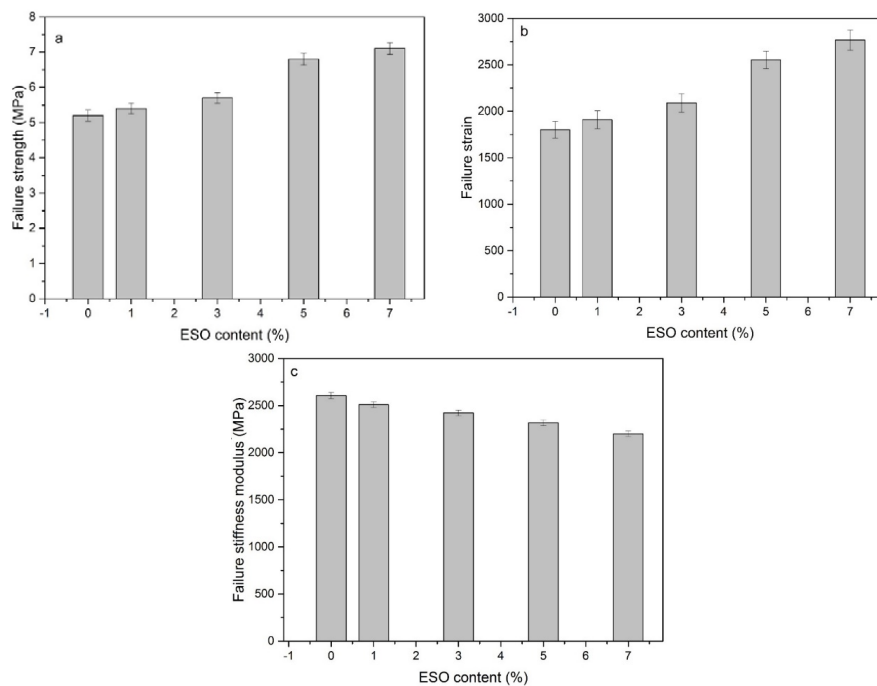 a
8
7
6
5
4
3
2
1
0
Failure strength (MPa)
-1 0 1 2 3 4 5 6 7
ESO content (%)
b
3000
2500
2000
1500
1000
500
0
Failure strain
-1 0 1 2 3 4 5 6 7
ESO content (%)
c
3000
2500
2000
1500
1000
500
0
Failure stiffness modulus (MPa)
-1 0 1 2 3 4 5 6 7
ESO content (%)